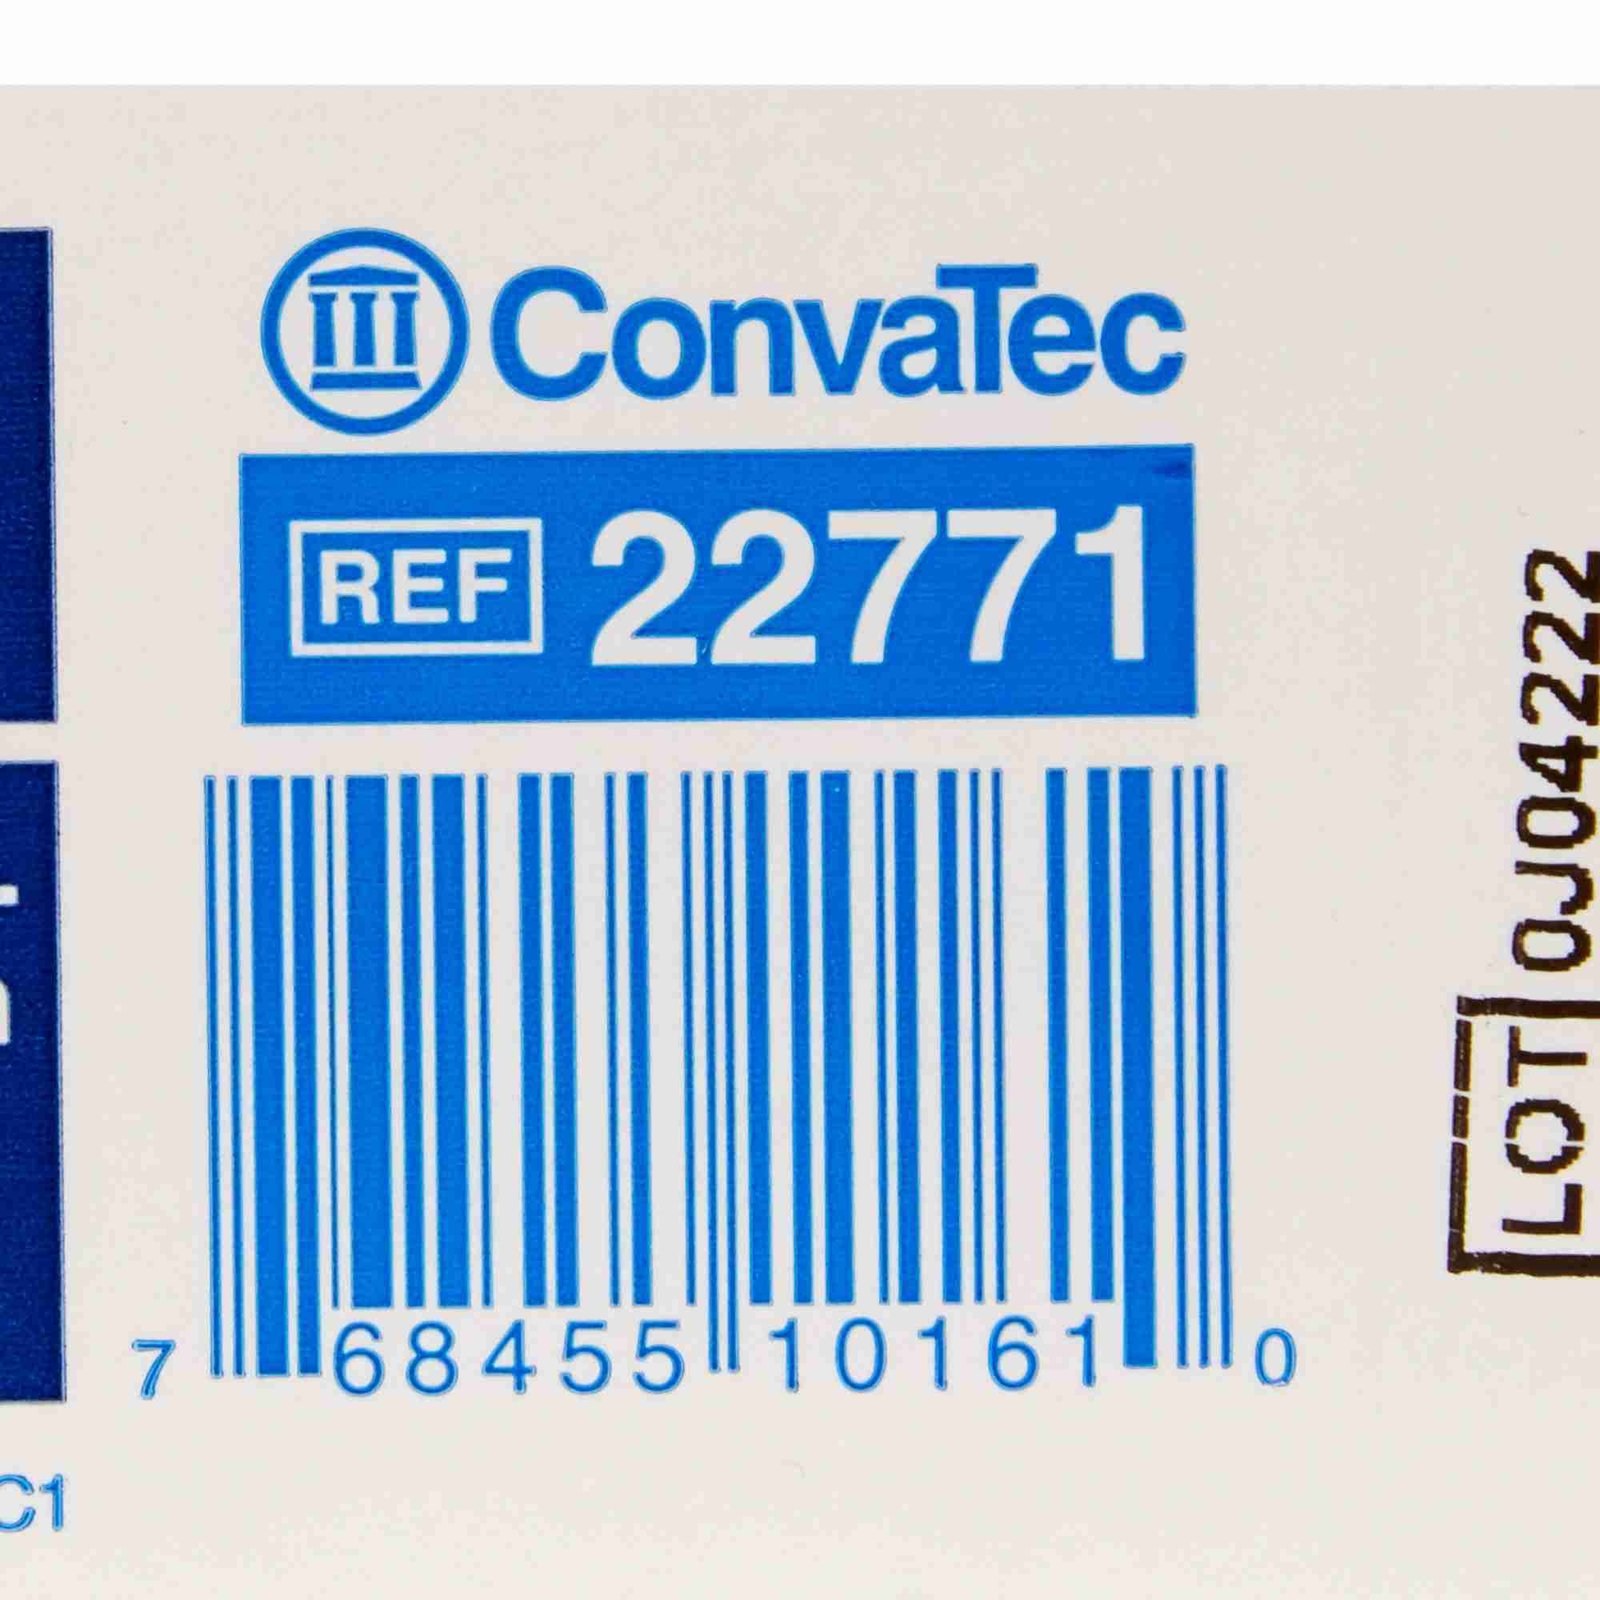 ConvaTec
REF 22771
7 68455 10161 0
LOT 0J04222
C1